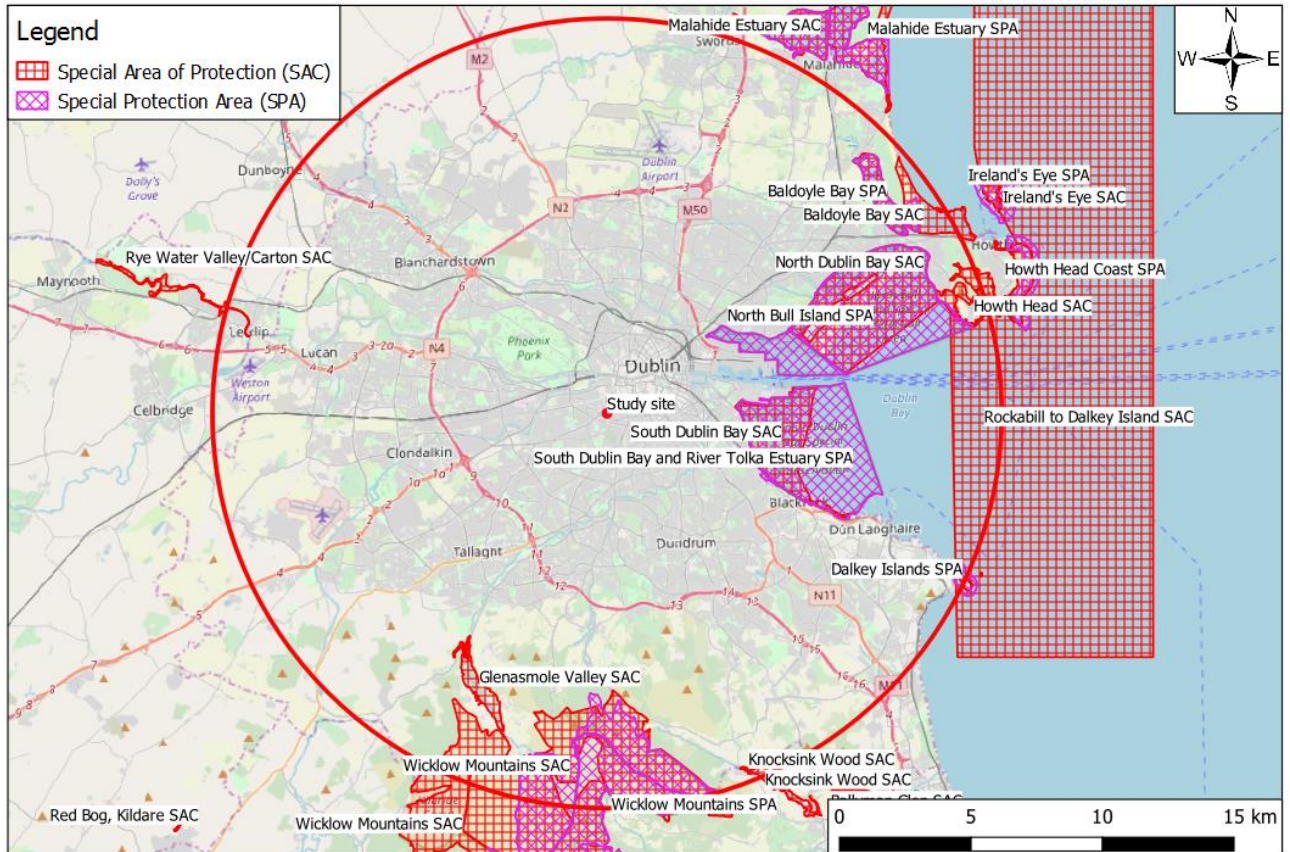 Legend
Special Area of Protection (SAC)
Special Protection Area (SPA)
N
W E
S
Malahide Estuary SAC
Malahide Estuary SPA
Swords
Malahide
M2
Dunboyne
Dolly's
Grove
Dublin
Airport
N2
M50
Baldoyle Bay SPA
Baldoyle Bay SAC
Ireland's Eye SPA
Ireland's Eye SAC
Howth
Rye Water Valley/Carton SAC
Maynooth
Blanchardstown
North Dublin Bay SAC
Howth Head Coast SPA
Howth Head SAC
North Bull Island SPA
Leixlip
Lucan
N4
Phoenix
Park
Dublin
Weston
Airport
Celbridge
Study site
Dublin
Bay
Rockabill to Dalkey Island SAC
South Dublin Bay SAC
South Dublin Bay and River Tolka Estuary SPA
Clondalkin
Blackrock
Dún Laoghaire
Tallaght
Dundrum
Dalkey Islands SPA
N11
Glenasmole Valley SAC
Wicklow Mountains SAC
Knocksink Wood SAC
Knocksink Wood SAC
Wicklow Mountains SPA
Red Bog, Kildare SAC
Wicklow Mountains SAC
0 5 10 15 km